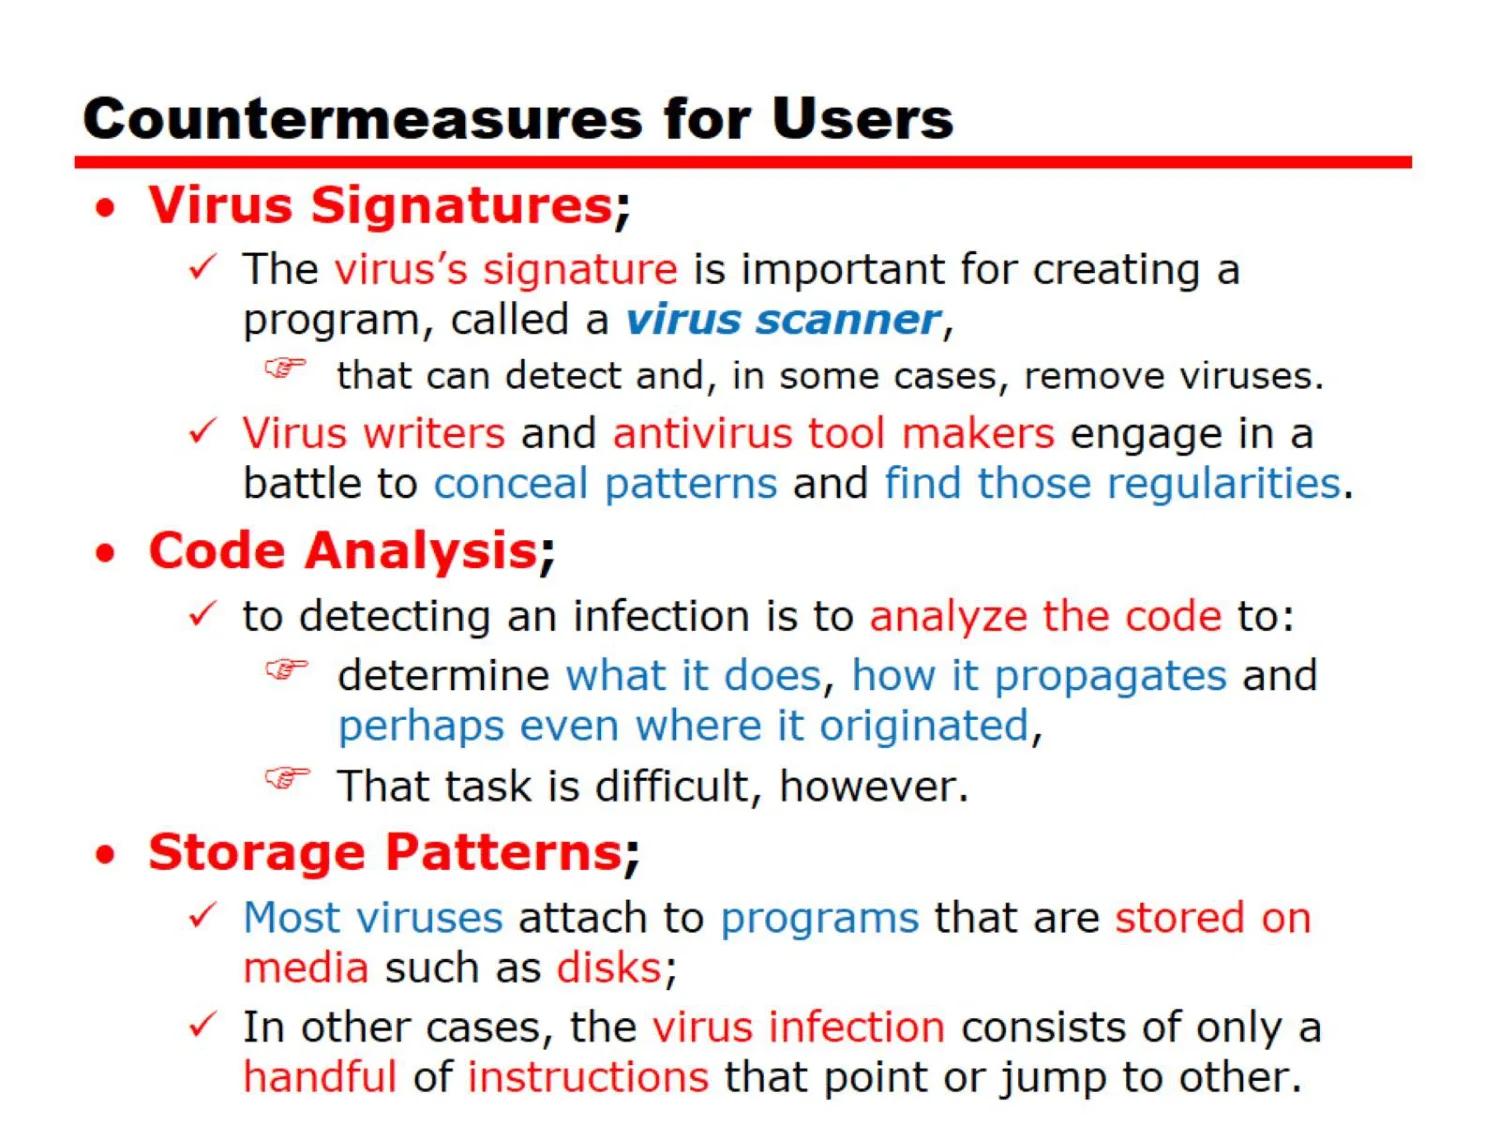 Countermeasures for Users
• Virus Signatures;
✓ The virus’s signature is important for creating a
program, called a virus scanner,
☞ that can detect and, in some cases, remove viruses.
✓ Virus writers and antivirus tool makers engage in a
battle to conceal patterns and find those regularities.
• Code Analysis;
✓ to detecting an infection is to analyze the code to:
☞ determine what it does, how it propagates and
perhaps even where it originated,
☞ That task is difficult, however.
• Storage Patterns;
✓ Most viruses attach to programs that are stored on
media such as disks;
✓ In other cases, the virus infection consists of only a
handful of instructions that point or jump to other.